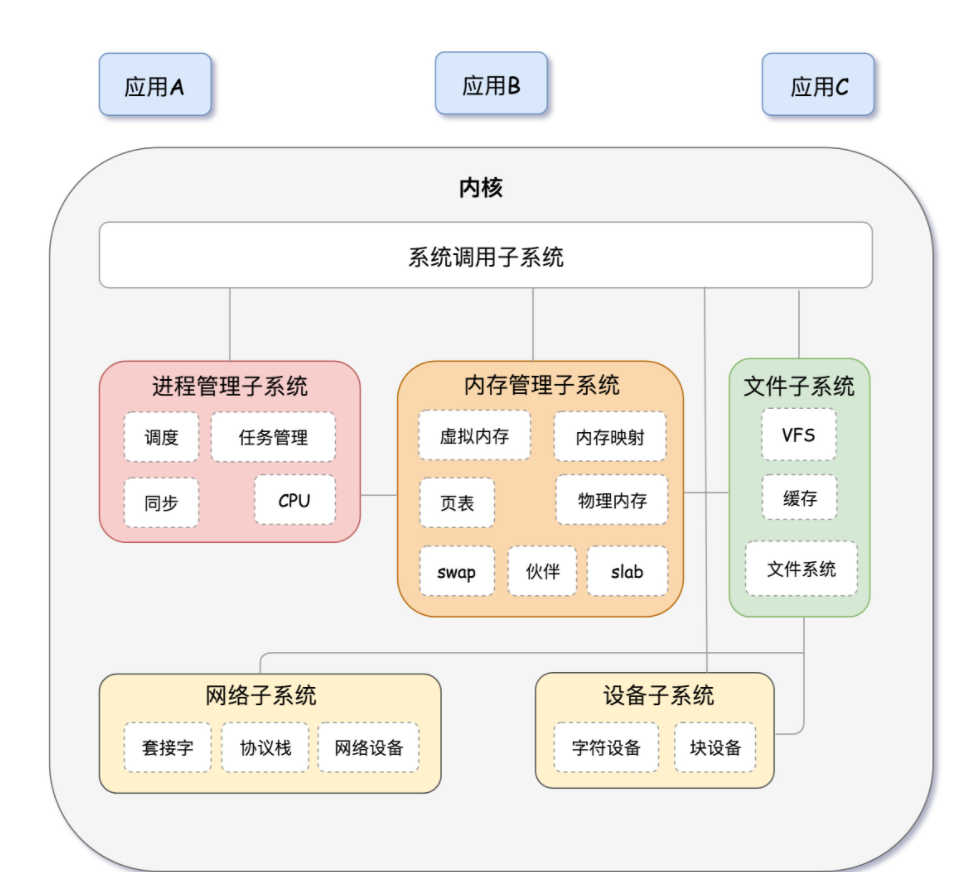 应用A
应用B
应用C
内核
系统调用子系统
进程管理子系统
调度
任务管理
同步
CPU
内存管理子系统
虚拟内存
内存映射
页表
物理内存
swap
伙伴
slab
文件子系统
VFS
缓存
文件系统
网络子系统
套接字
协议栈
网络设备
设备子系统
字符设备
块设备